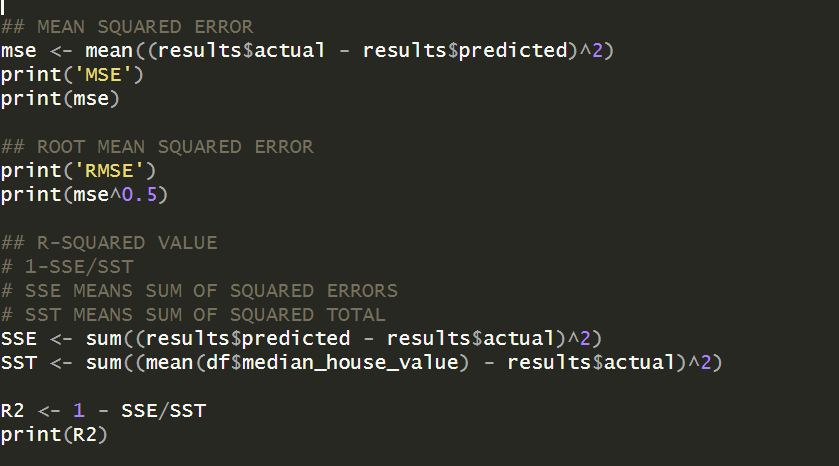 ## MEAN SQUARED ERROR
mse <- mean((results$actual - results$predicted)^2)
print('MSE')
print(mse)
## ROOT MEAN SQUARED ERROR
print('RMSE')
print(mse^0.5)
## R-SQUARED VALUE
# 1-SSE/SST
# SSE MEANS SUM OF SQUARED ERRORS
# SST MEANS SUM OF SQUARED TOTAL
SSE <- sum((results$predicted - results$actual)^2)
SST <- sum((mean(df$median_house_value) - results$actual)^2)
R2 <- 1 - SSE/SST
print(R2)